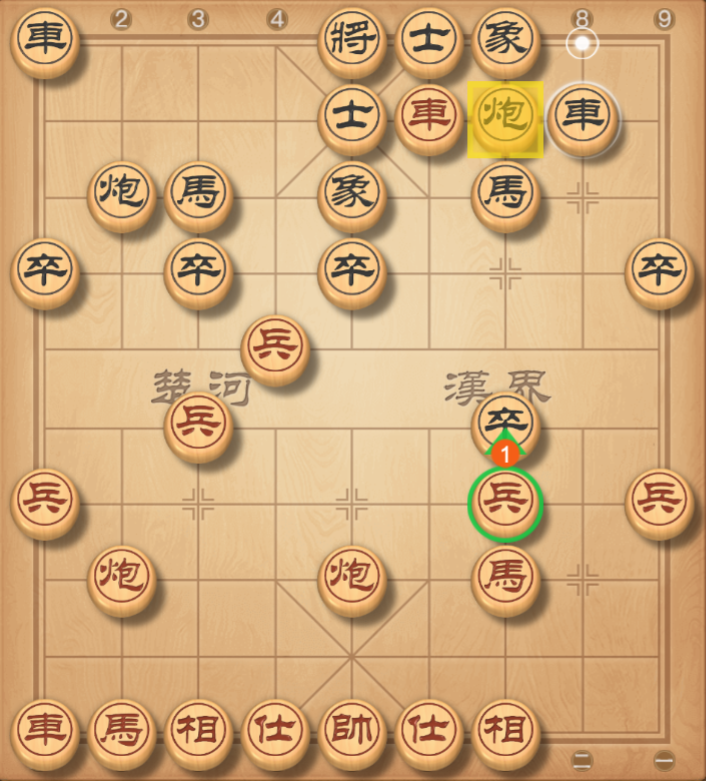 2 3 4 8 9
車 將 士 象
士 車 炮 車
炮 馬 象 馬
卒 卒 卒 卒
兵
楚河 漢界
兵 卒
1
兵 兵 兵
炮 炮 馬
車 馬 相 仕 帥 仕 相
二 一